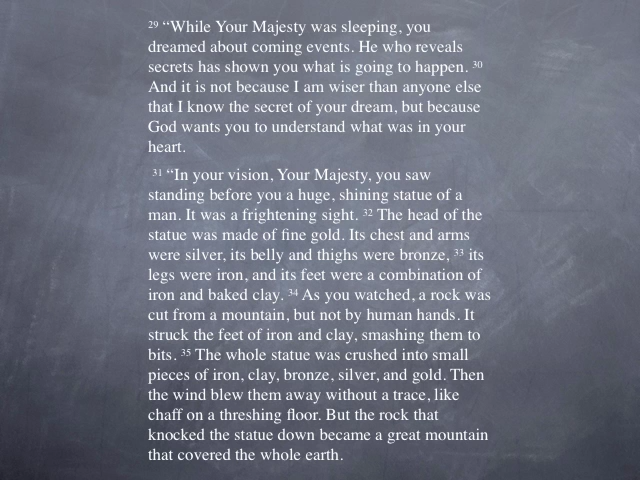 29 “While Your Majesty was sleeping, you
dreamed about coming events. He who reveals
secrets has shown you what is going to happen. 30
And it is not because I am wiser than anyone else
that I know the secret of your dream, but because
God wants you to understand what was in your
heart.
31 “In your vision, Your Majesty, you saw
standing before you a huge, shining statue of a
man. It was a frightening sight. 32 The head of the
statue was made of fine gold. Its chest and arms
were silver, its belly and thighs were bronze, 33 its
legs were iron, and its feet were a combination of
iron and baked clay. 34 As you watched, a rock was
cut from a mountain, but not by human hands. It
struck the feet of iron and clay, smashing them to
bits. 35 The whole statue was crushed into small
pieces of iron, clay, bronze, silver, and gold. Then
the wind blew them away without a trace, like
chaff on a threshing floor. But the rock that
knocked the statue down became a great mountain
that covered the whole earth.